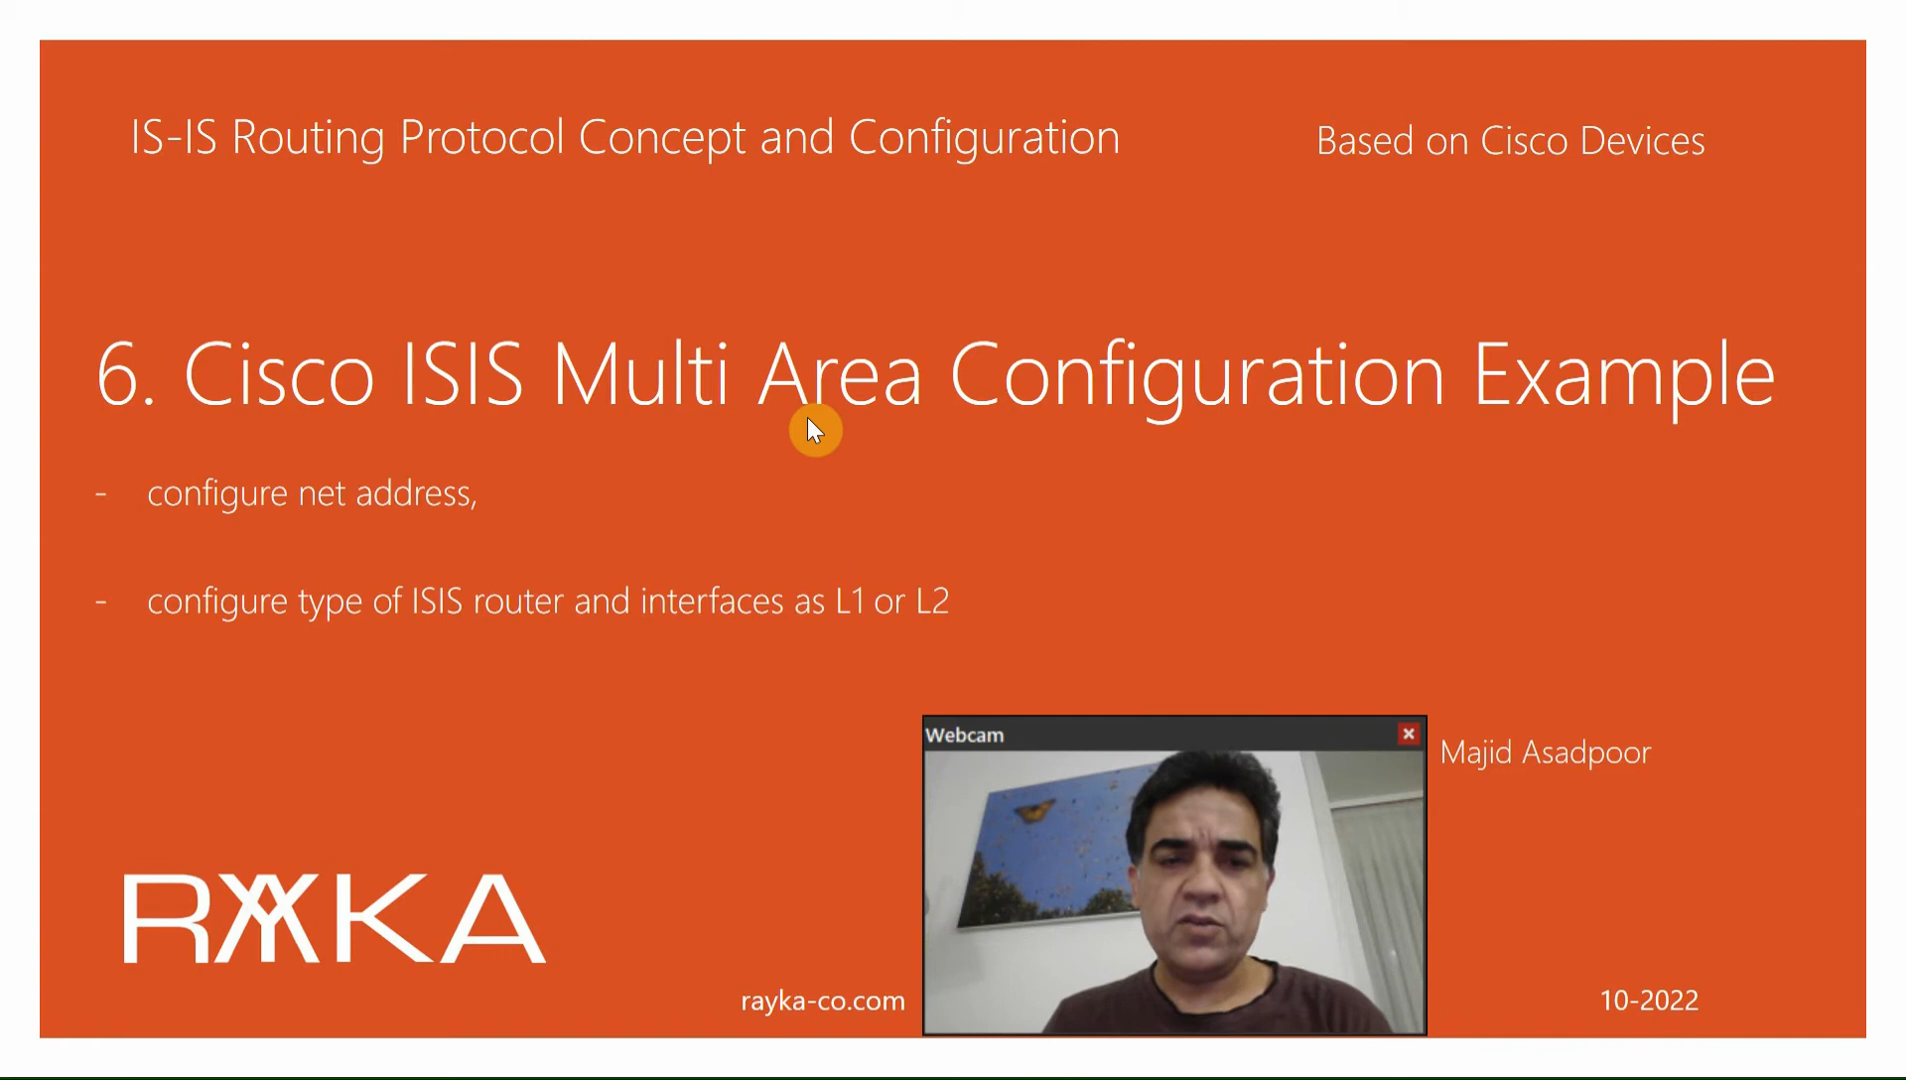 IS-IS Routing Protocol Concept and Configuration
Based on Cisco Devices
6. Cisco ISIS Multi Area Configuration Example
- configure net address,
- configure type of ISIS router and interfaces as L1 or L2
Webcam
Majid Asadpoor
RAYKA
rayka-co.com
10-2022